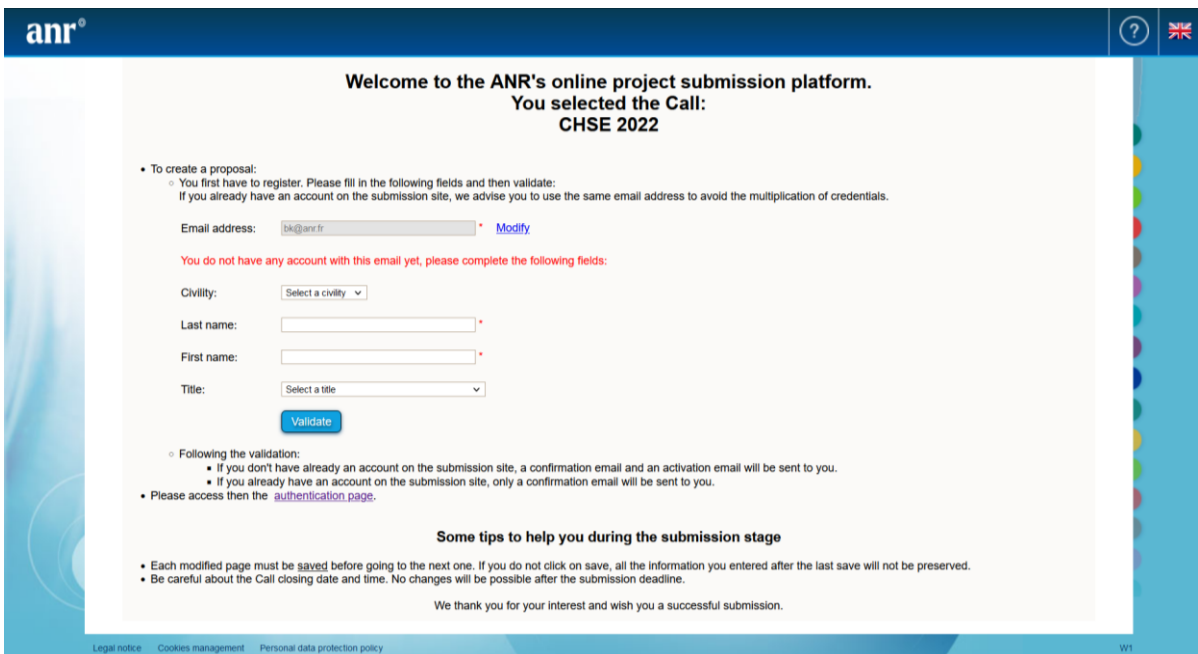 anr®
?
Welcome to the ANR's online project submission platform.
You selected the Call:
CHSE 2022
• To create a proposal:
○ You first have to register. Please fill in the following fields and then validate:
If you already have an account on the submission site, we advise you to use the same email address to avoid the multiplication of credentials.
Email address: bk@anr.fr * Modify
You do not have any account with this email yet, please complete the following fields:
Civility: Select a civility
Last name: *
First name: *
Title: Select a title
Validate
○ Following the validation:
▪ If you don't have already an account on the submission site, a confirmation email and an activation email will be sent to you.
▪ If you already have an account on the submission site, only a confirmation email will be sent to you.
• Please access then the authentication page.
Some tips to help you during the submission stage
• Each modified page must be saved before going to the next one. If you do not click on save, all the information you entered after the last save will not be preserved.
• Be careful about the Call closing date and time. No changes will be possible after the submission deadline.
We thank you for your interest and wish you a successful submission.
Legal notice Cookies management Personal data protection policy W1